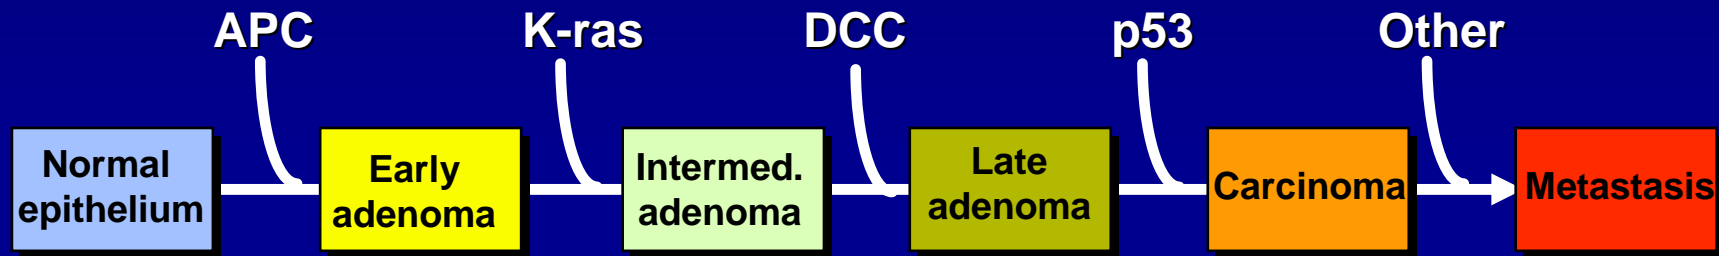 APC K-ras DCC p53 Other
Normal
epithelium
Early
adenoma
Intermed.
adenoma
Late
adenoma
Carcinoma
Metastasis